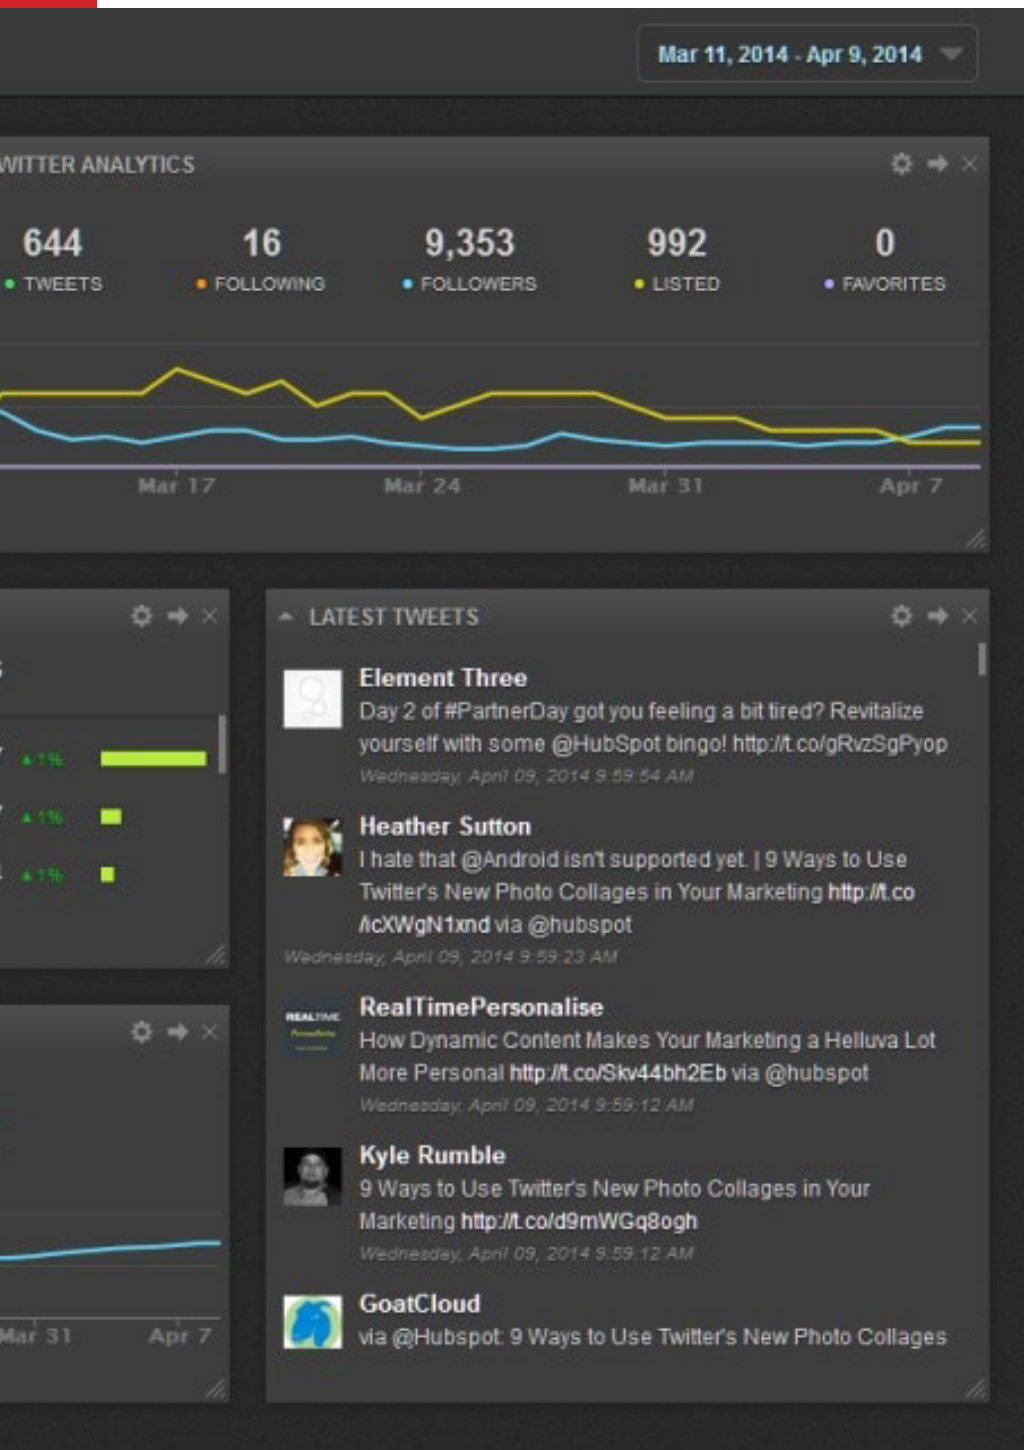 Mar 11, 2014 - Apr 9, 2014
WITTER ANALYTICS
644 16 9,353 992 0
TWEETS FOLLOWING FOLLOWERS LISTED FAVORITES
Mar 17 Mar 24 Mar 31 Apr 7
▲1%
▲1%
▲1%
Mar 31 Apr 7
LATEST TWEETS
Element Three
Day 2 of #PartnerDay got you feeling a bit tired? Revitalize
yourself with some @HubSpot bingo! http://t.co/gRvzSgPyop
Wednesday, April 09, 2014 9:59:54 AM
Heather Sutton
I hate that @Android isn't supported yet. | 9 Ways to Use
Twitter's New Photo Collages in Your Marketing http://t.co
/icXWgN1xnd via @hubspot
Wednesday, April 09, 2014 9:59:23 AM
REALTIME
RealTimePersonalise
How Dynamic Content Makes Your Marketing a Helluva Lot
More Personal http://t.co/Skv44bh2Eb via @hubspot
Wednesday, April 09, 2014 9:59:12 AM
Kyle Rumble
9 Ways to Use Twitter's New Photo Collages in Your
Marketing http://t.co/d9mWGq8ogh
Wednesday, April 09, 2014 9:59:12 AM
GoatCloud
via @Hubspot: 9 Ways to Use Twitter's New Photo Collages